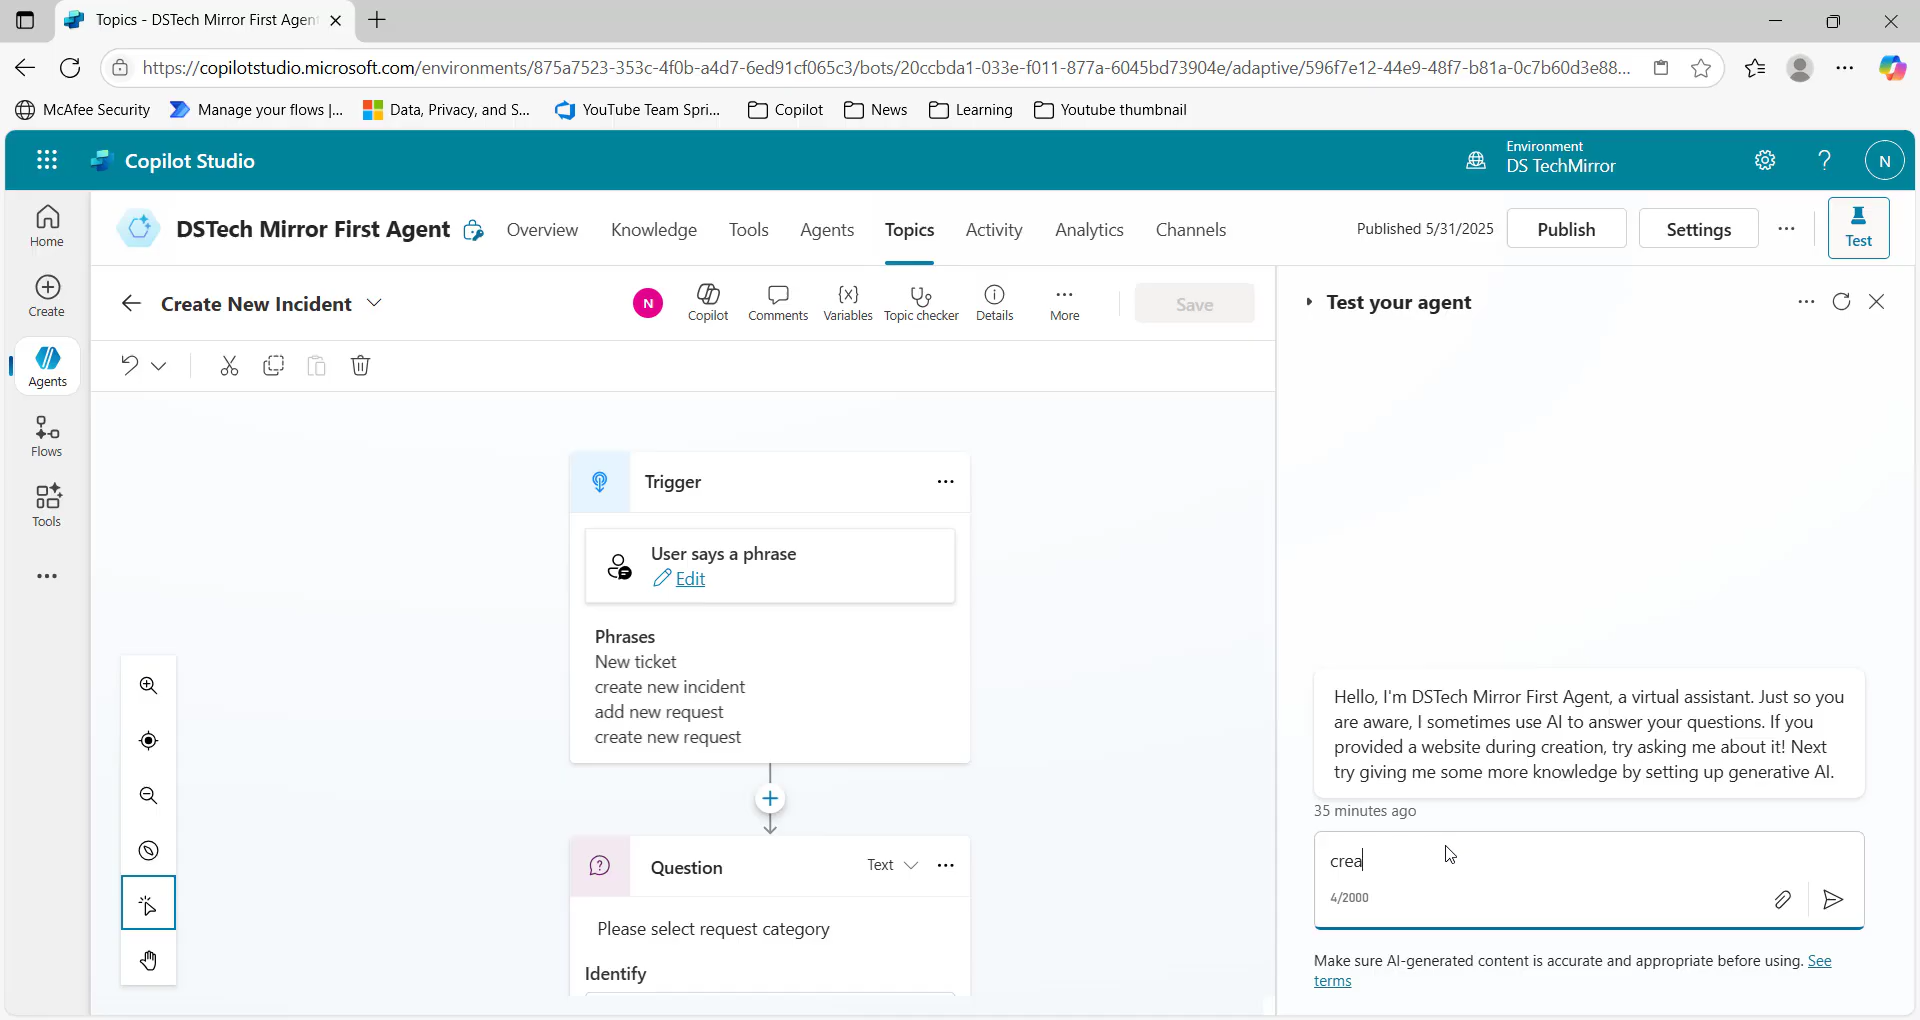 Topics - DSTech Mirror First Agen
https://copilotstudio.microsoft.com/environments/875a7523-353c-4f0b-a4d7-6ed91cf065c3/bots/20ccbda1-033e-f011-877a-6045bd73904e/adaptive/596f7e12-44e9-48f7-b81a-0c7b60d3e88...
McAfee Security
Manage your flows |...
Data, Privacy, and S...
YouTube Team Spri...
Copilot
News
Learning
Youtube thumbnail
Copilot Studio
Environment
DS TechMirror
N
Home
Create
Agents
Flows
Tools
DSTech Mirror First Agent
Overview
Knowledge
Tools
Agents
Topics
Activity
Analytics
Channels
Published 5/31/2025
Publish
Settings
Test
Create New Incident
N
Copilot
Comments
{x}
Variables
Topic checker
Details
More
Save
Trigger
User says a phrase
Edit
Phrases
New ticket
create new incident
add new request
create new request
Question
Text
Please select request category
Identify
Test your agent
Hello, I'm DSTech Mirror First Agent, a virtual assistant. Just so you
are aware, I sometimes use AI to answer your questions. If you
provided a website during creation, try asking me about it! Next
try giving me some more knowledge by setting up generative AI.
35 minutes ago
crea
4/2000
Make sure AI-generated content is accurate and appropriate before using. See
terms